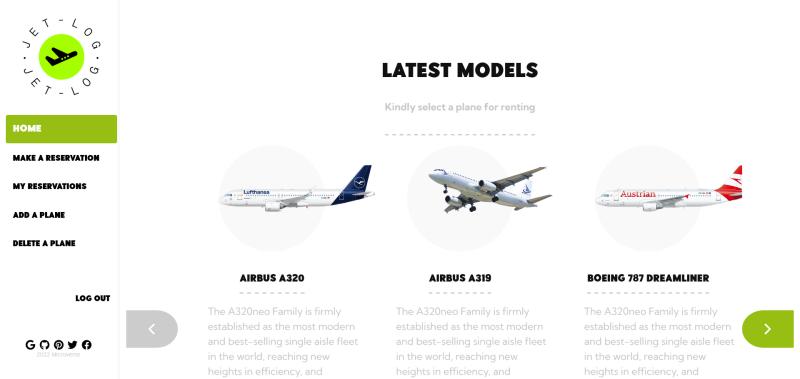 JET-LOG
JET-LOG
HOME
MAKE A RESERVATION
MY RESERVATIONS
ADD A PLANE
DELETE A PLANE
LOG OUT
2022 Microverse
LATEST MODELS
Kindly select a plane for renting
Lufthansa
AIRBUS A320
The A320neo Family is firmly
established as the most modern
and best-selling single aisle fleet
in the world, reaching new
heights in efficiency, and
AIRBUS A319
The A320neo Family is firmly
established as the most modern
and best-selling single aisle fleet
in the world, reaching new
heights in efficiency, and
Austrian
BOEING 787 DREAMLINER
The A320neo Family is firmly
established as the most modern
and best-selling single aisle fleet
in the world, reaching new
heights in efficiency, and